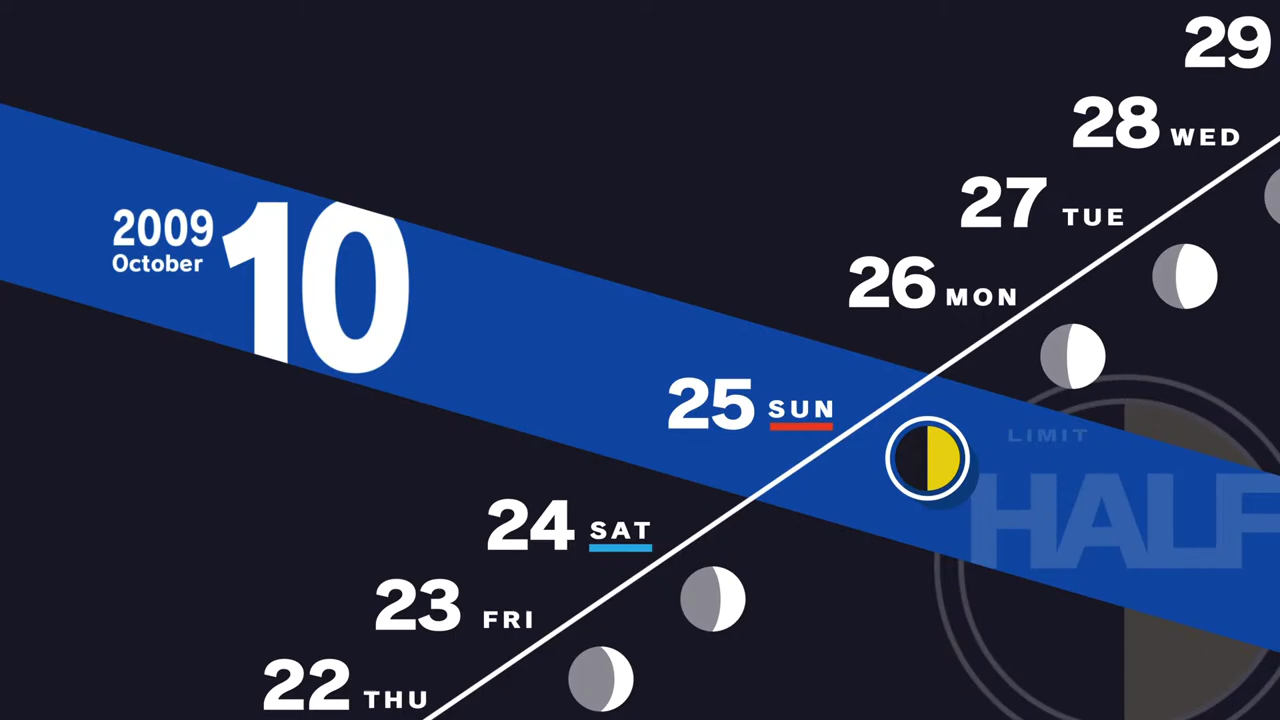 29
28 WED
27 TUE
2009
October
10
26 MON
25 SUN
LIMIT
HALF
24 SAT
23 FRI
22 THU